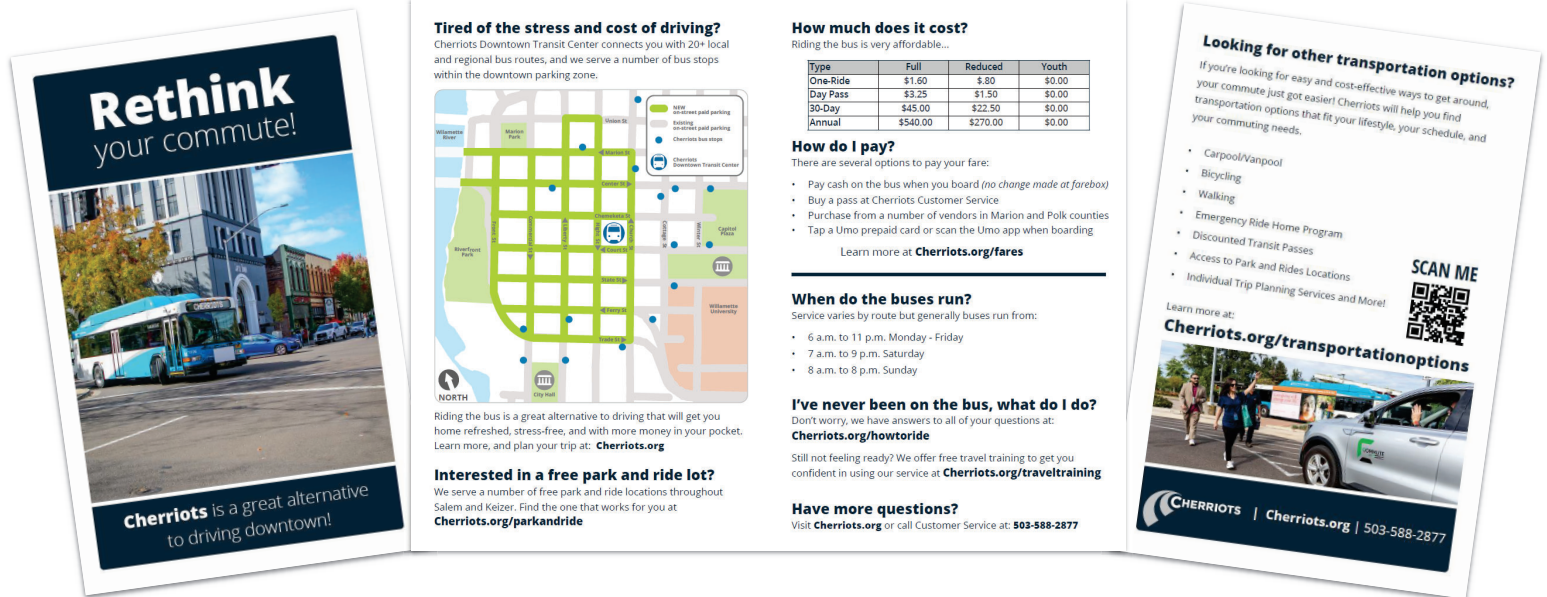 Rethink
your commute!
CHERRIOTS
Cherriots is a great alternative
to driving downtown!
Tired of the stress and cost of driving?
Cherriots Downtown Transit Center connects you with 20+ local
and regional bus routes, and we serve a number of bus stops
within the downtown parking zone.
NEW
on-street paid parking
Existing
on-street paid parking
Cherriots bus stops
Cherriots
Downtown Transit Center
Willamette
River
Marion
Park
Union St
Marion St
Center St
Chemeketa St
Court St
State St
Ferry St
Trade St
Front St
Commercial St
Liberty St
High St
Church St
Cottage St
Winter St
Riverfront
Park
Capitol
Plaza
Willamette
University
City Hall
NORTH
Riding the bus is a great alternative to driving that will get you
home refreshed, stress-free, and with more money in your pocket.
Learn more, and plan your trip at: Cherriots.org
Interested in a free park and ride lot?
We serve a number of free park and ride locations throughout
Salem and Keizer. Find the one that works for you at
Cherriots.org/parkandride
How much does it cost?
Riding the bus is very affordable...
Type Full Reduced Youth
One-Ride $1.60 $.80 $0.00
Day Pass $3.25 $1.50 $0.00
30-Day $45.00 $22.50 $0.00
Annual $540.00 $270.00 $0.00
How do I pay?
There are several options to pay your fare:
• Pay cash on the bus when you board (no change made at farebox)
• Buy a pass at Cherriots Customer Service
• Purchase from a number of vendors in Marion and Polk counties
• Tap a Umo prepaid card or scan the Umo app when boarding
Learn more at Cherriots.org/fares
When do the buses run?
Service varies by route but generally buses run from:
• 6 a.m. to 11 p.m. Monday - Friday
• 7 a.m. to 9 p.m. Saturday
• 8 a.m. to 8 p.m. Sunday
I've never been on the bus, what do I do?
Don't worry, we have answers to all of your questions at:
Cherriots.org/howtoride
Still not feeling ready? We offer free travel training to get you
confident in using our service at Cherriots.org/traveltraining
Have more questions?
Visit Cherriots.org or call Customer Service at: 503-588-2877
Looking for other transportation options?
If you're looking for easy and cost-effective ways to get around,
your commute just got easier! Cherriots will help you find
transportation options that fit your lifestyle, your schedule, and
your commuting needs.
• Carpool/Vanpool
• Bicycling
• Walking
• Emergency Ride Home Program
• Discounted Transit Passes
• Access to Park and Rides Locations
• Individual Trip Planning Services and More!
SCAN ME
Learn more at:
Cherriots.org/transportationoptions
CHERRIOTS | Cherriots.org | 503-588-2877